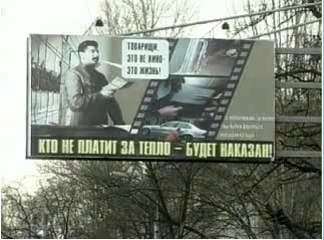 ТОВАРИЩИ,
ЭТО НЕ КИНО-
ЭТО ЖИЗНЬ!
КТО НЕ ПЛАТИТ ЗА ТЕПЛО - БУДЕТ НАКАЗАН!